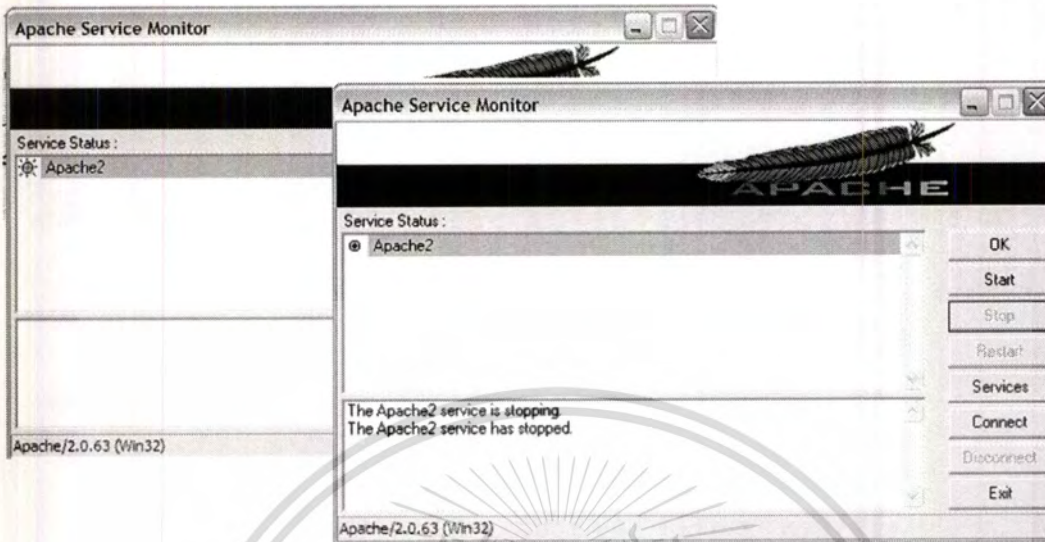 Apache Service Monitor
Service Status :
Apache2
Apache/2.0.63 (Win32)
Apache Service Monitor
APACHE
Service Status :
Apache2
OK
Start
Stop
Restart
Services
Connect
Disconnect
Exit
The Apache2 service is stopping.
The Apache2 service has stopped.
Apache/2.0.63 (Win32)